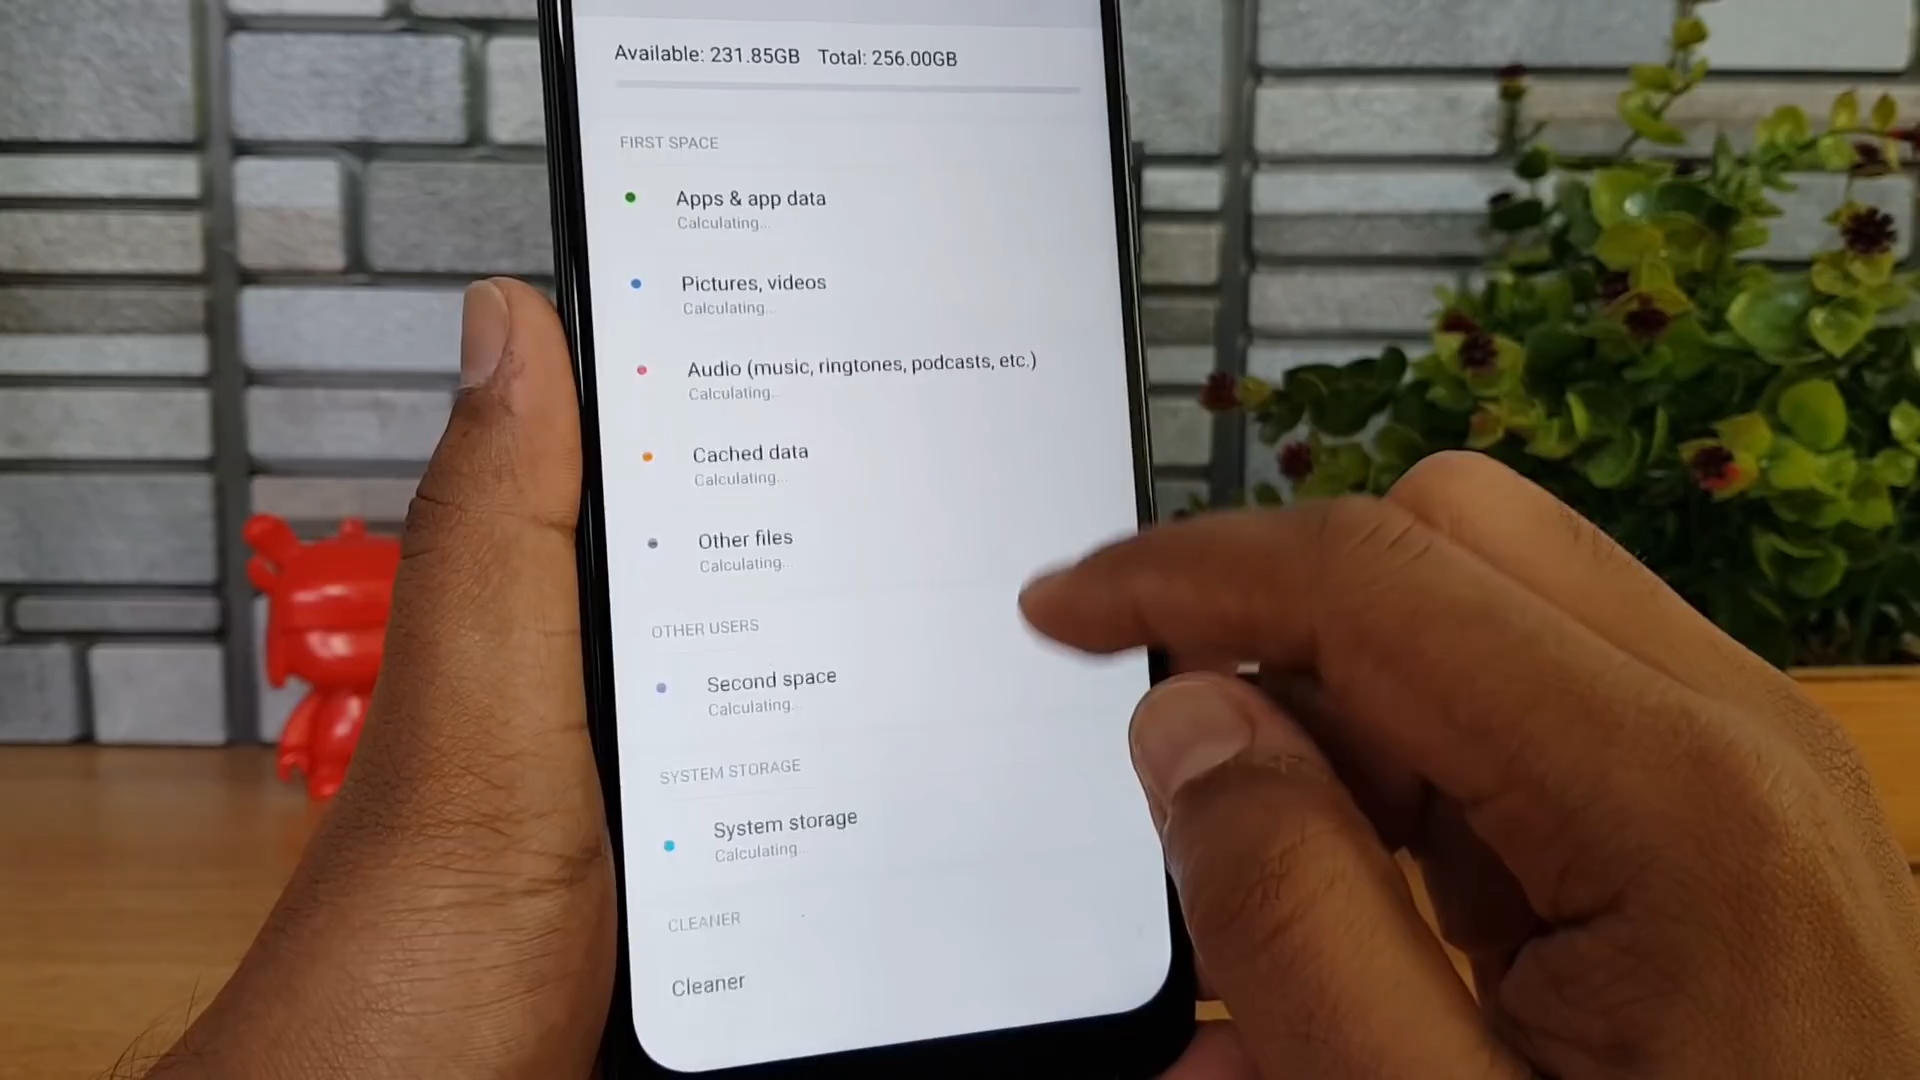 Available: 231.85GB Total: 256.00GB
FIRST SPACE
Apps & app data
Calculating...
Pictures, videos
Calculating...
Audio (music, ringtones, podcasts, etc.)
Calculating...
Cached data
Calculating...
Other files
Calculating...
OTHER USERS
Second space
Calculating...
SYSTEM STORAGE
System storage
Calculating...
CLEANER
Cleaner